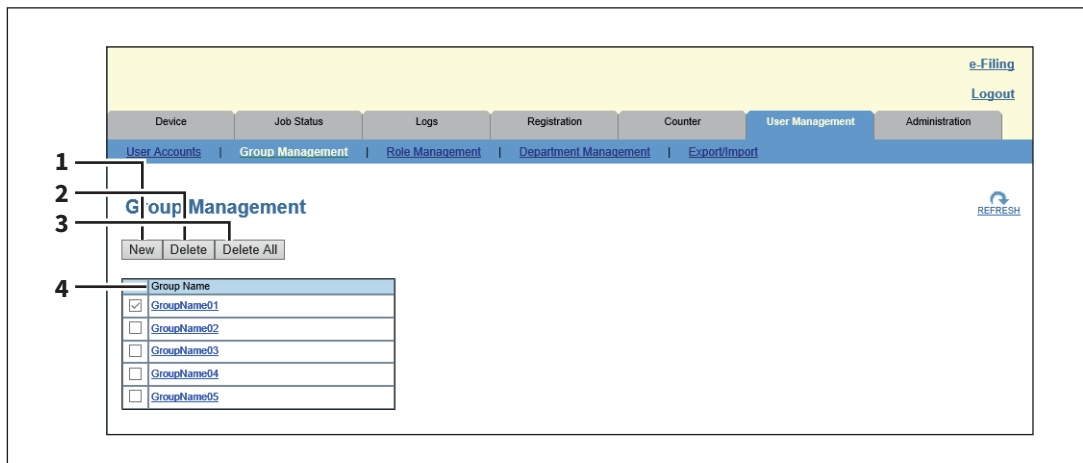 e-Filing
Logout
Device Job Status Logs Registration Counter User Management Administration
User Accounts | Group Management | Role Management | Department Management | Export/Import
1
2
Group Management
REFRESH
3
New Delete Delete All
4
Group Name
GroupName01
GroupName02
GroupName03
GroupName04
GroupName05